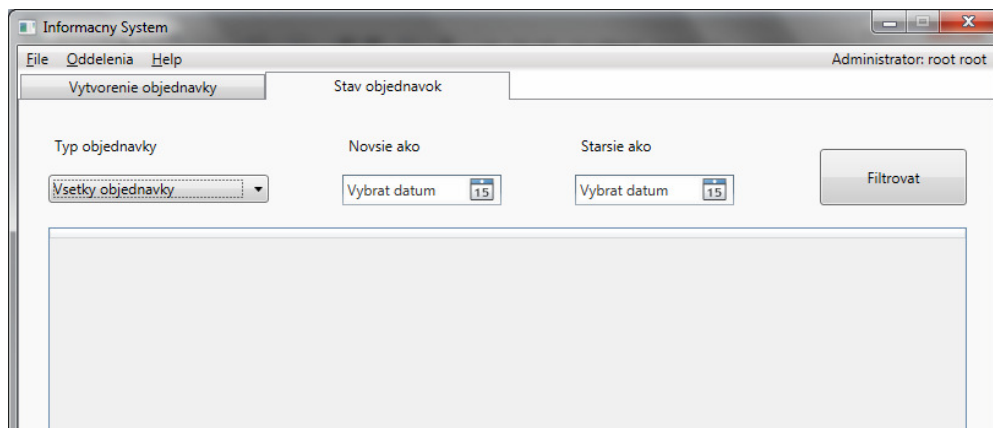 Informacny System
File Oddelenia Help Administrator: root root
Vytvorenie objednavky Stav objednavok
Typ objednavky Novsie ako Starsie ako
Vsetky objednavky Vybrat datum 15 Vybrat datum 15 Filtrovat